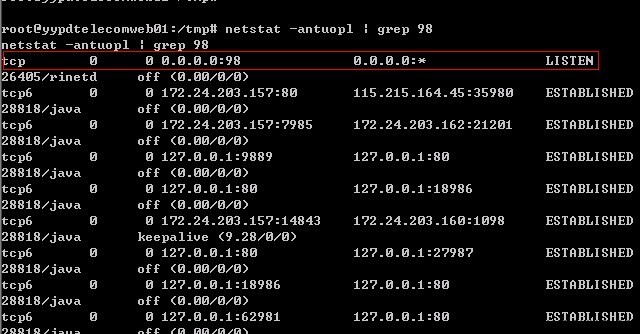 root@yypdtelecomweb01:/tmp# netstat -antuopl | grep 98
netstat -antuopl | grep 98
tcp 0 0 0.0.0.0:98 0.0.0.0:* LISTEN
26405/rinetd off (0.00/0/0)
tcp6 0 0 172.24.203.157:80 115.215.164.45:35980 ESTABLISHED
28818/java off (0.00/0/0)
tcp6 0 0 172.24.203.157:7985 172.24.203.162:21201 ESTABLISHED
28818/java off (0.00/0/0)
tcp6 0 0 127.0.0.1:9889 127.0.0.1:80 ESTABLISHED
28818/java off (0.00/0/0)
tcp6 0 0 127.0.0.1:80 127.0.0.1:18986 ESTABLISHED
28818/java off (0.00/0/0)
tcp6 0 0 172.24.203.157:14843 172.24.203.160:1098 ESTABLISHED
28818/java keepalive (9.28/0/0)
tcp6 0 0 127.0.0.1:80 127.0.0.1:27987 ESTABLISHED
28818/java off (0.00/0/0)
tcp6 0 0 127.0.0.1:18986 127.0.0.1:80 ESTABLISHED
28818/java off (0.00/0/0)
tcp6 0 0 127.0.0.1:62981 127.0.0.1:80 ESTABLISHED
28818/java off (0.00/0/0)